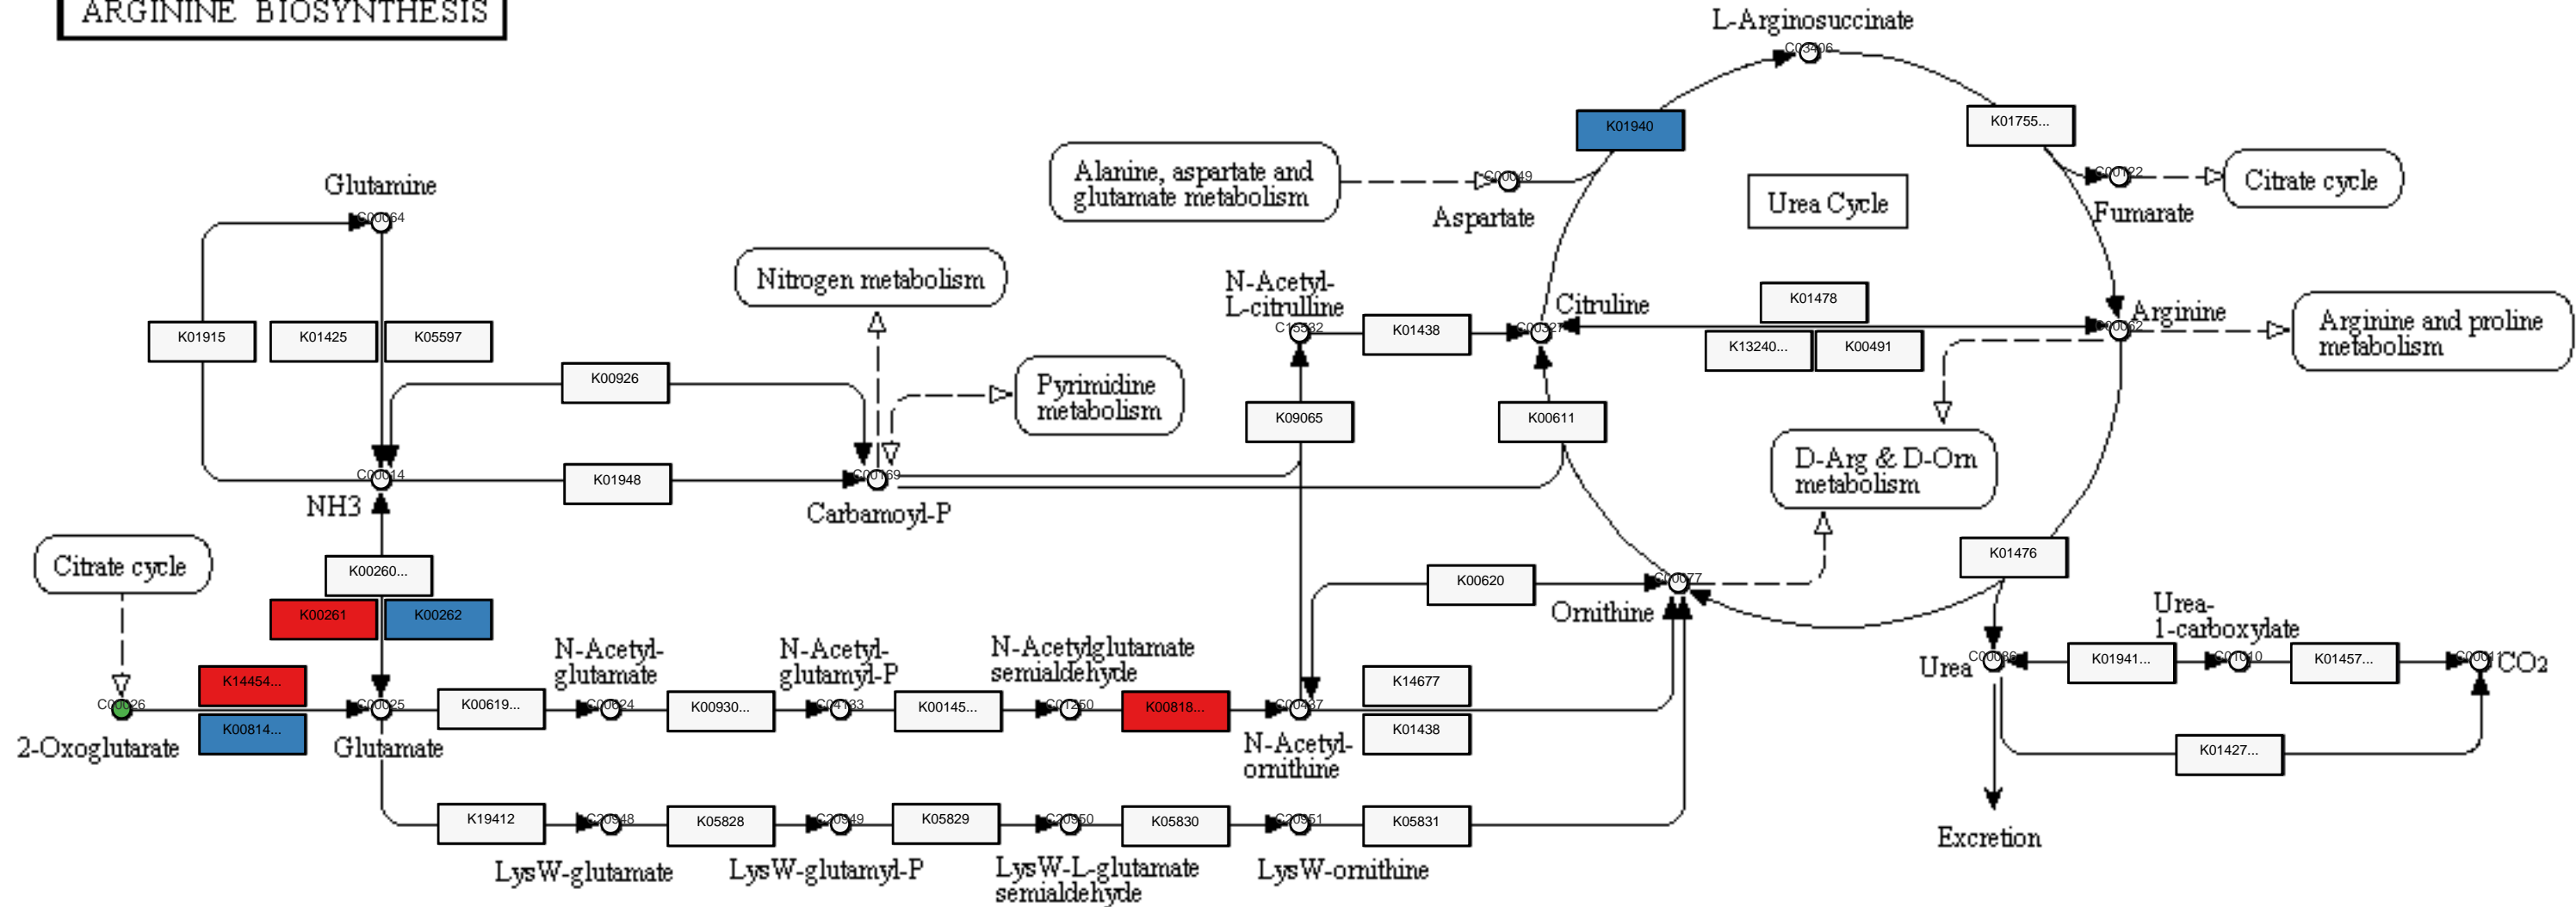 ARGININE BIOSYNTHESIS
L-Arginosuccinate
C03406
K01940
K01755...
Alanine, aspartate and
glutamate metabolism
C00049
Aspartate
Urea Cycle
C00122
Fumarate
Citrate cycle
Glutamine
C00064
Nitrogen metabolism
N-Acetyl-
L-citrulline
C15532
K01438
Citruline
C00327
K01478
K13240...
K00491
Arginine
C00062
Arginine and proline
metabolism
K01915
K01425
K05597
K00926
Pyrimidine
metabolism
K09065
K00611
D-Arg & D-Orn
metabolism
C00014
NH3
K01948
C00169
Carbamoyl-P
Citrate cycle
K00260...
K00261
K00262
K00620
C00077
Ornithine
K01476
Urea-
1-carboxylate
Urea
C00086
K01941...
C01010
K01457...
C00011
CO2
K01427...
Excretion
C00026
2-Oxoglutarate
K14454...
K00814...
C00025
Glutamate
K00619...
N-Acetyl-
glutamate
C00624
K00930...
N-Acetyl-
glutamyl-P
C04133
K00145...
N-Acetylglutamate
semialdehyde
C01250
K00818...
C00437
N-Acetyl-
ornithine
K14677
K01438
K19412
C20948
LysW-glutamate
K05828
C20949
LysW-glutamyl-P
K05829
C20950
LysW-L-glutamate
semialdehyde
K05830
C20951
LysW-ornithine
K05831